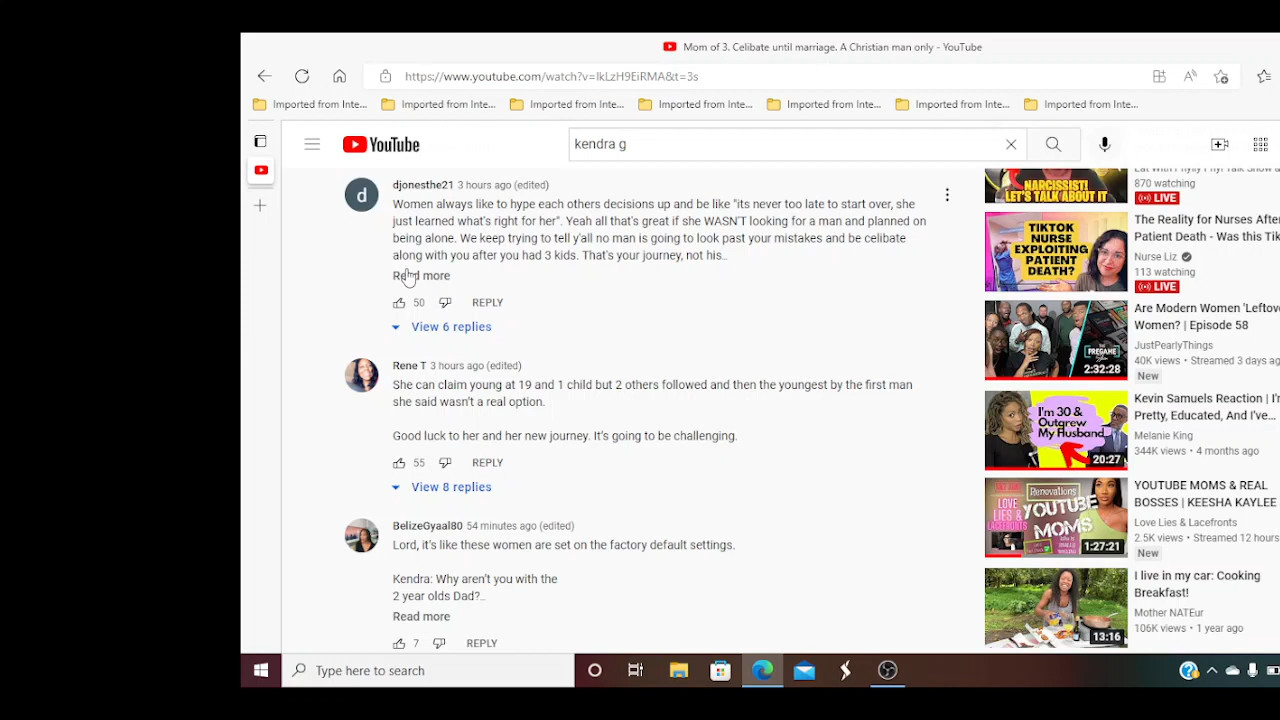 Mom of 3. Celibate until marriage. A Christian man only - YouTube
https://www.youtube.com/watch?v=IkLzH9EiRMA&t=3s
Imported from Inte... Imported from Inte... Imported from Inte... Imported from Inte... Imported from Inte... Imported from Inte... Imported from Inte...
YouTube
kendra g
djonesthe21 3 hours ago (edited)
Women always like to hype each others decisions up and be like "its never too late to start over, she
just learned what's right for her". Yeah all that's great if she WASN'T looking for a man and planned on
being alone. We keep trying to tell y'all no man is going to look past your mistakes and be celibate
along with you after you had 3 kids. That's your journey, not his..
Read more
50 REPLY
View 6 replies
Rene T 3 hours ago (edited)
She can claim young at 19 and 1 child but 2 others followed and then the youngest by the first man
she said wasn't a real option.
Good luck to her and her new journey. It's going to be challenging.
55 REPLY
View 8 replies
BelizeGyaal80 54 minutes ago (edited)
Lord, it's like these women are set on the factory default settings.
Kendra: Why aren't you with the
2 year olds Dad?..
Read more
7 REPLY
NARCISSIST!
LET'S TALK ABOUT
870 watching
LIVE
TIKTOK
NURSE
EXPLOITING
PATIENT
DEATH?
The Reality for Nurses After
Patient Death - Was this Tik
Nurse Liz
113 watching
LIVE
THE
PREGAME
2:32:28
Are Modern Women 'Leftove
Women? | Episode 58
JustPearlyThings
40K views • Streamed 3 days ag
New
I'm 30 &
Outgrew
My Husband
20:27
Kevin Samuels Reaction | I'm
Pretty, Educated, And I've...
Melanie King
344K views • 4 months ago
LOVE
LIES &
LACEFRONTS
Renovations
YOUTUBE
MOMS
1:27:21
YOUTUBE MOMS & REAL
BOSSES | KEESHA KAYLEE
Love Lies & Lacefronts
2.5K views • Streamed 12 hours
New
13:16
I live in my car: Cooking
Breakfast!
Mother NATEur
106K views • 1 year ago
Type here to search